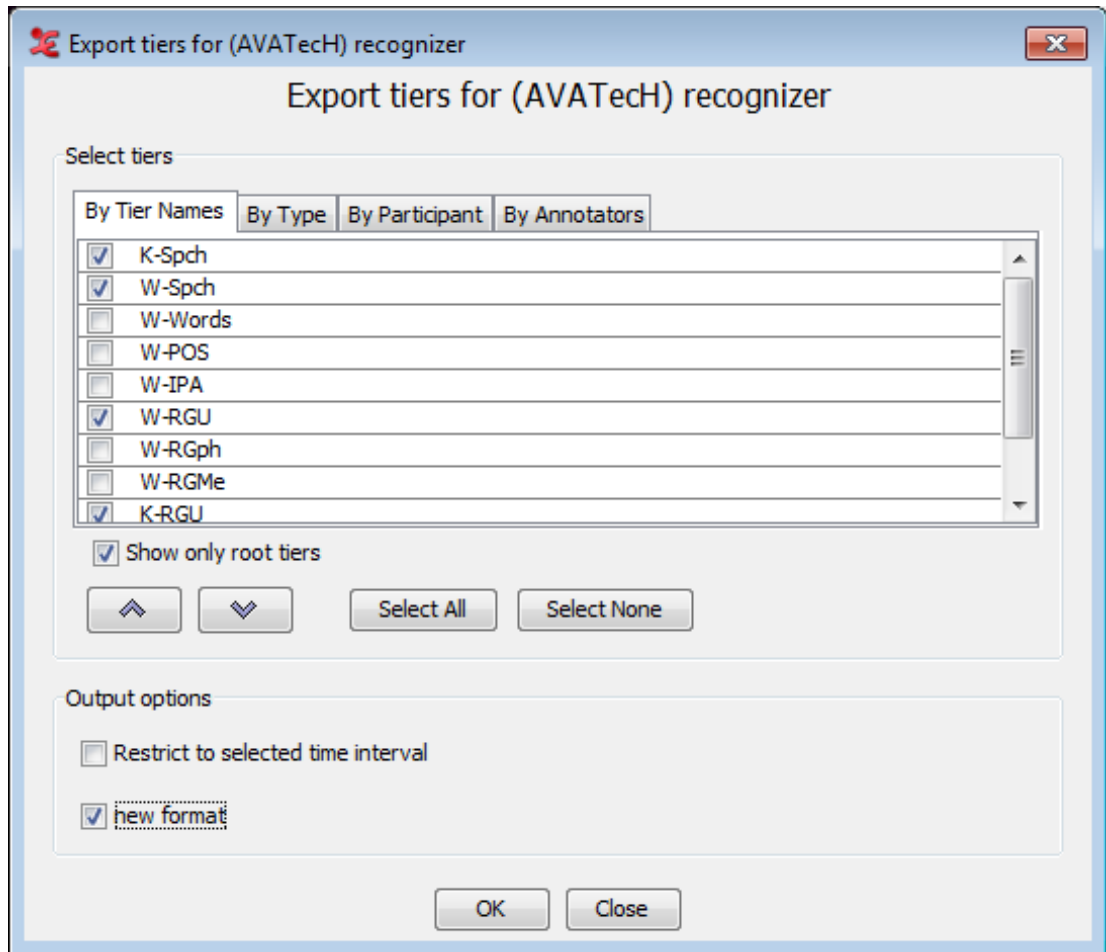 Export tiers for (AVATecH) recognizer
Export tiers for (AVATecH) recognizer
Select tiers
By Tier Names By Type By Participant By Annotators
K-Spch
W-Spch
W-Words
W-POS
W-IPA
W-RGU
W-RGph
W-RGMe
K-RGU
Show only root tiers
Select All Select None
Output options
Restrict to selected time interval
new format
OK Close